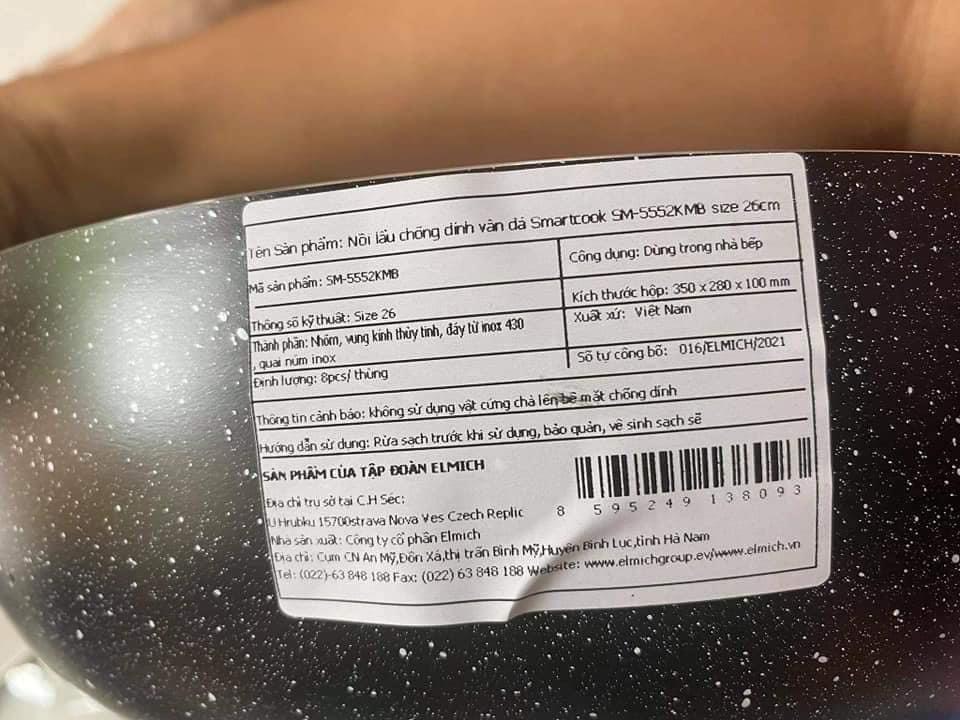 Tên Sản phẩm: Nồi lẩu chống dính vân đá Smartcook SM-5552KMB size 26cm
Mã sản phẩm: SM-5552KMB
Công dụng: Dùng trong nhà bếp
Thông số kỹ thuật: Size 26
Kích thước hộp: 350 x 280 x 100 mm
Thành phần: Nhôm, vung kính thủy tinh, đáy từ inox 430
, quai núm inox
Xuất xứ: Việt Nam
Định lượng: 8pcs/ thùng
Số tự công bố: 016/ELMICH/2021
Thông tin cảnh báo: không sử dụng vật cứng chà lên bề mặt chống dính
Hướng dẫn sử dụng: Rửa sạch trước khi sử dụng, bảo quản, vệ sinh sạch sẽ
SẢN PHẨM CỦA TẬP ĐOÀN ELMICH
Địa chỉ trụ sở tại C.H Séc:
U Hrubku 15700strava Nova Ves Czech Replic
8 595249 138093
Nhà sản xuất: Công ty cổ phần Elmich
Địa chỉ: Cụm CN An Mỹ,Đồn Xá,thị trấn Bình Mỹ,Huyện Bình Lục,tỉnh Hà Nam
Tel: (022)-63 848 188 Fax: (022) 63 848 188 Website: www.elmichgroup.ev/www.elmich.vn